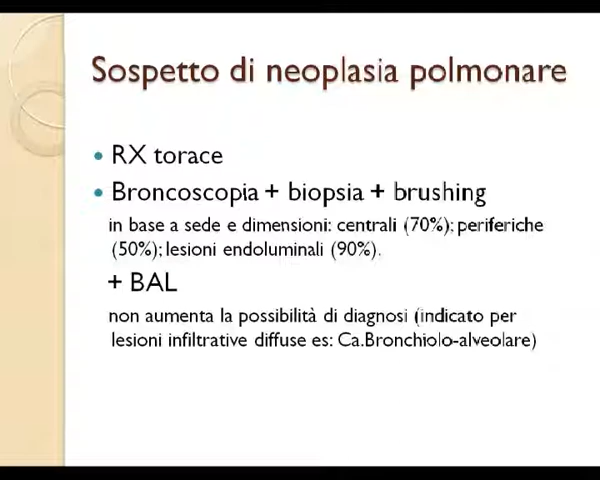 Sospetto di neoplasia polmonare
• RX torace
• Broncoscopia + biopsia + brushing
in base a sede e dimensioni: centrali (70%); periferiche
(50%); lesioni endoluminali (90%).
+ BAL
non aumenta la possibilità di diagnosi (indicato per
lesioni infiltrative diffuse es: Ca.Bronchiolo-alveolare)